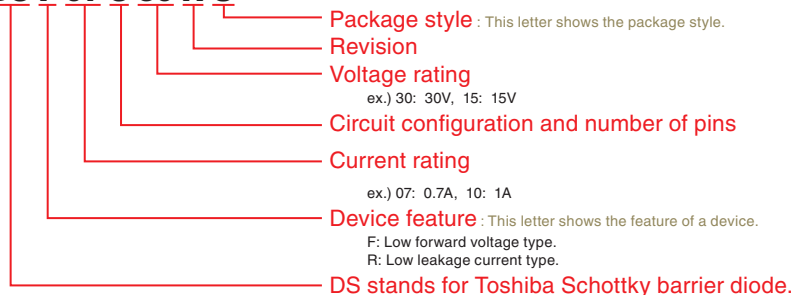 Package style : This letter shows the package style.
Revision
Voltage rating
ex.) 30: 30V, 15: 15V
Circuit configuration and number of pins
Current rating
ex.) 07: 0.7A, 10: 1A
Device feature : This letter shows the feature of a device.
F: Low forward voltage type.
R: Low leakage current type.
DS stands for Toshiba Schottky barrier diode.